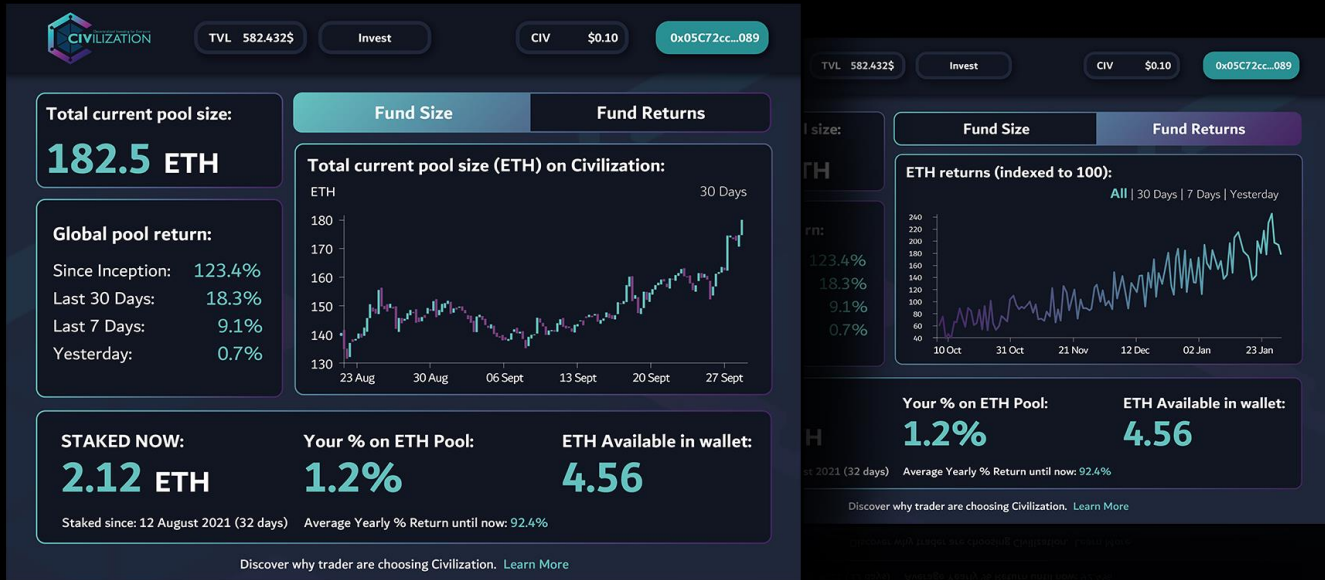 CIVILIZATION
TVL 582.432$
Invest
CIV $0.10
0x05C72cc...089
Total current pool size:
182.5 ETH
Global pool return:
Since Inception: 123.4%
Last 30 Days: 18.3%
Last 7 Days: 9.1%
Yesterday: 0.7%
Fund Size
Fund Returns
Total current pool size (ETH) on Civilization:
ETH
30 Days
180
170
160
150
140
130
23 Aug 30 Aug 06 Sept 13 Sept 20 Sept 27 Sept
STAKED NOW:
2.12 ETH
Staked since: 12 August 2021 (32 days)
Your % on ETH Pool:
1.2%
Average Yearly % Return until now: 92.4%
ETH Available in wallet:
4.56
Discover why trader are choosing Civilization. Learn More
TVL 582.432$
Invest
CIV $0.10
0x05C72cc...089
size:
TH
rn:
123.4%
18.3%
9.1%
0.7%
Fund Size
Fund Returns
ETH returns (indexed to 100):
All | 30 Days | 7 Days | Yesterday
240
220
200
180
160
140
120
100
80
60
40
10 Oct 31 Oct 21 Nov 12 Dec 02 Jan 23 Jan
H
st 2021 (32 days)
Your % on ETH Pool:
1.2%
Average Yearly % Return until now: 92.4%
ETH Available in wallet:
4.56
Discover why trader are choosing Civilization. Learn More